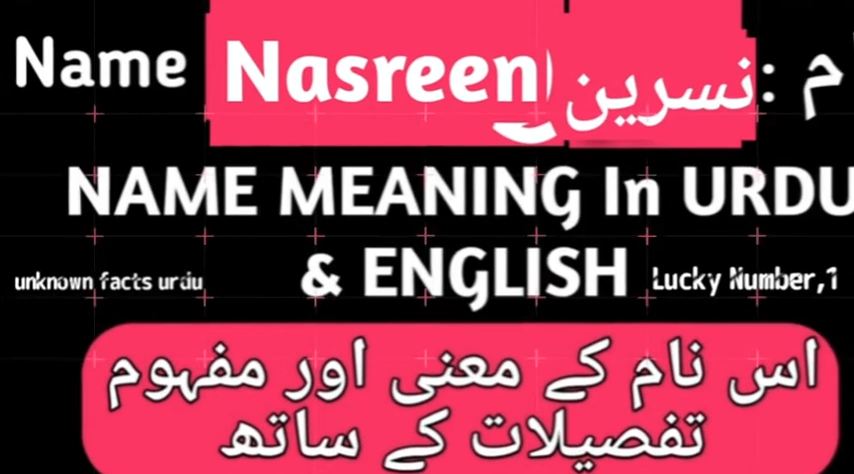 Name Nasreen نسرین : م
NAME MEANING In URDU
& ENGLISH
unknown facts urdu
Lucky Number,1
اس نام کے معنی اور مفہوم
تفصیلات کے ساتھ